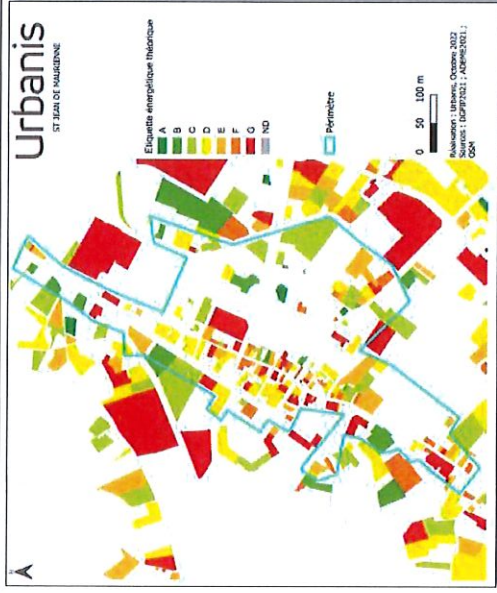 Urbanis
ST JEAN DE MAURIENNE
Etiquette énergétique théorique
A
B
C
D
E
F
G
ND
Périmètre
0 50 100 m
Réalisation : Urbanis, Octobre 2022
Sources : DGFIP2021 ; ADEME2021 ;
OSM